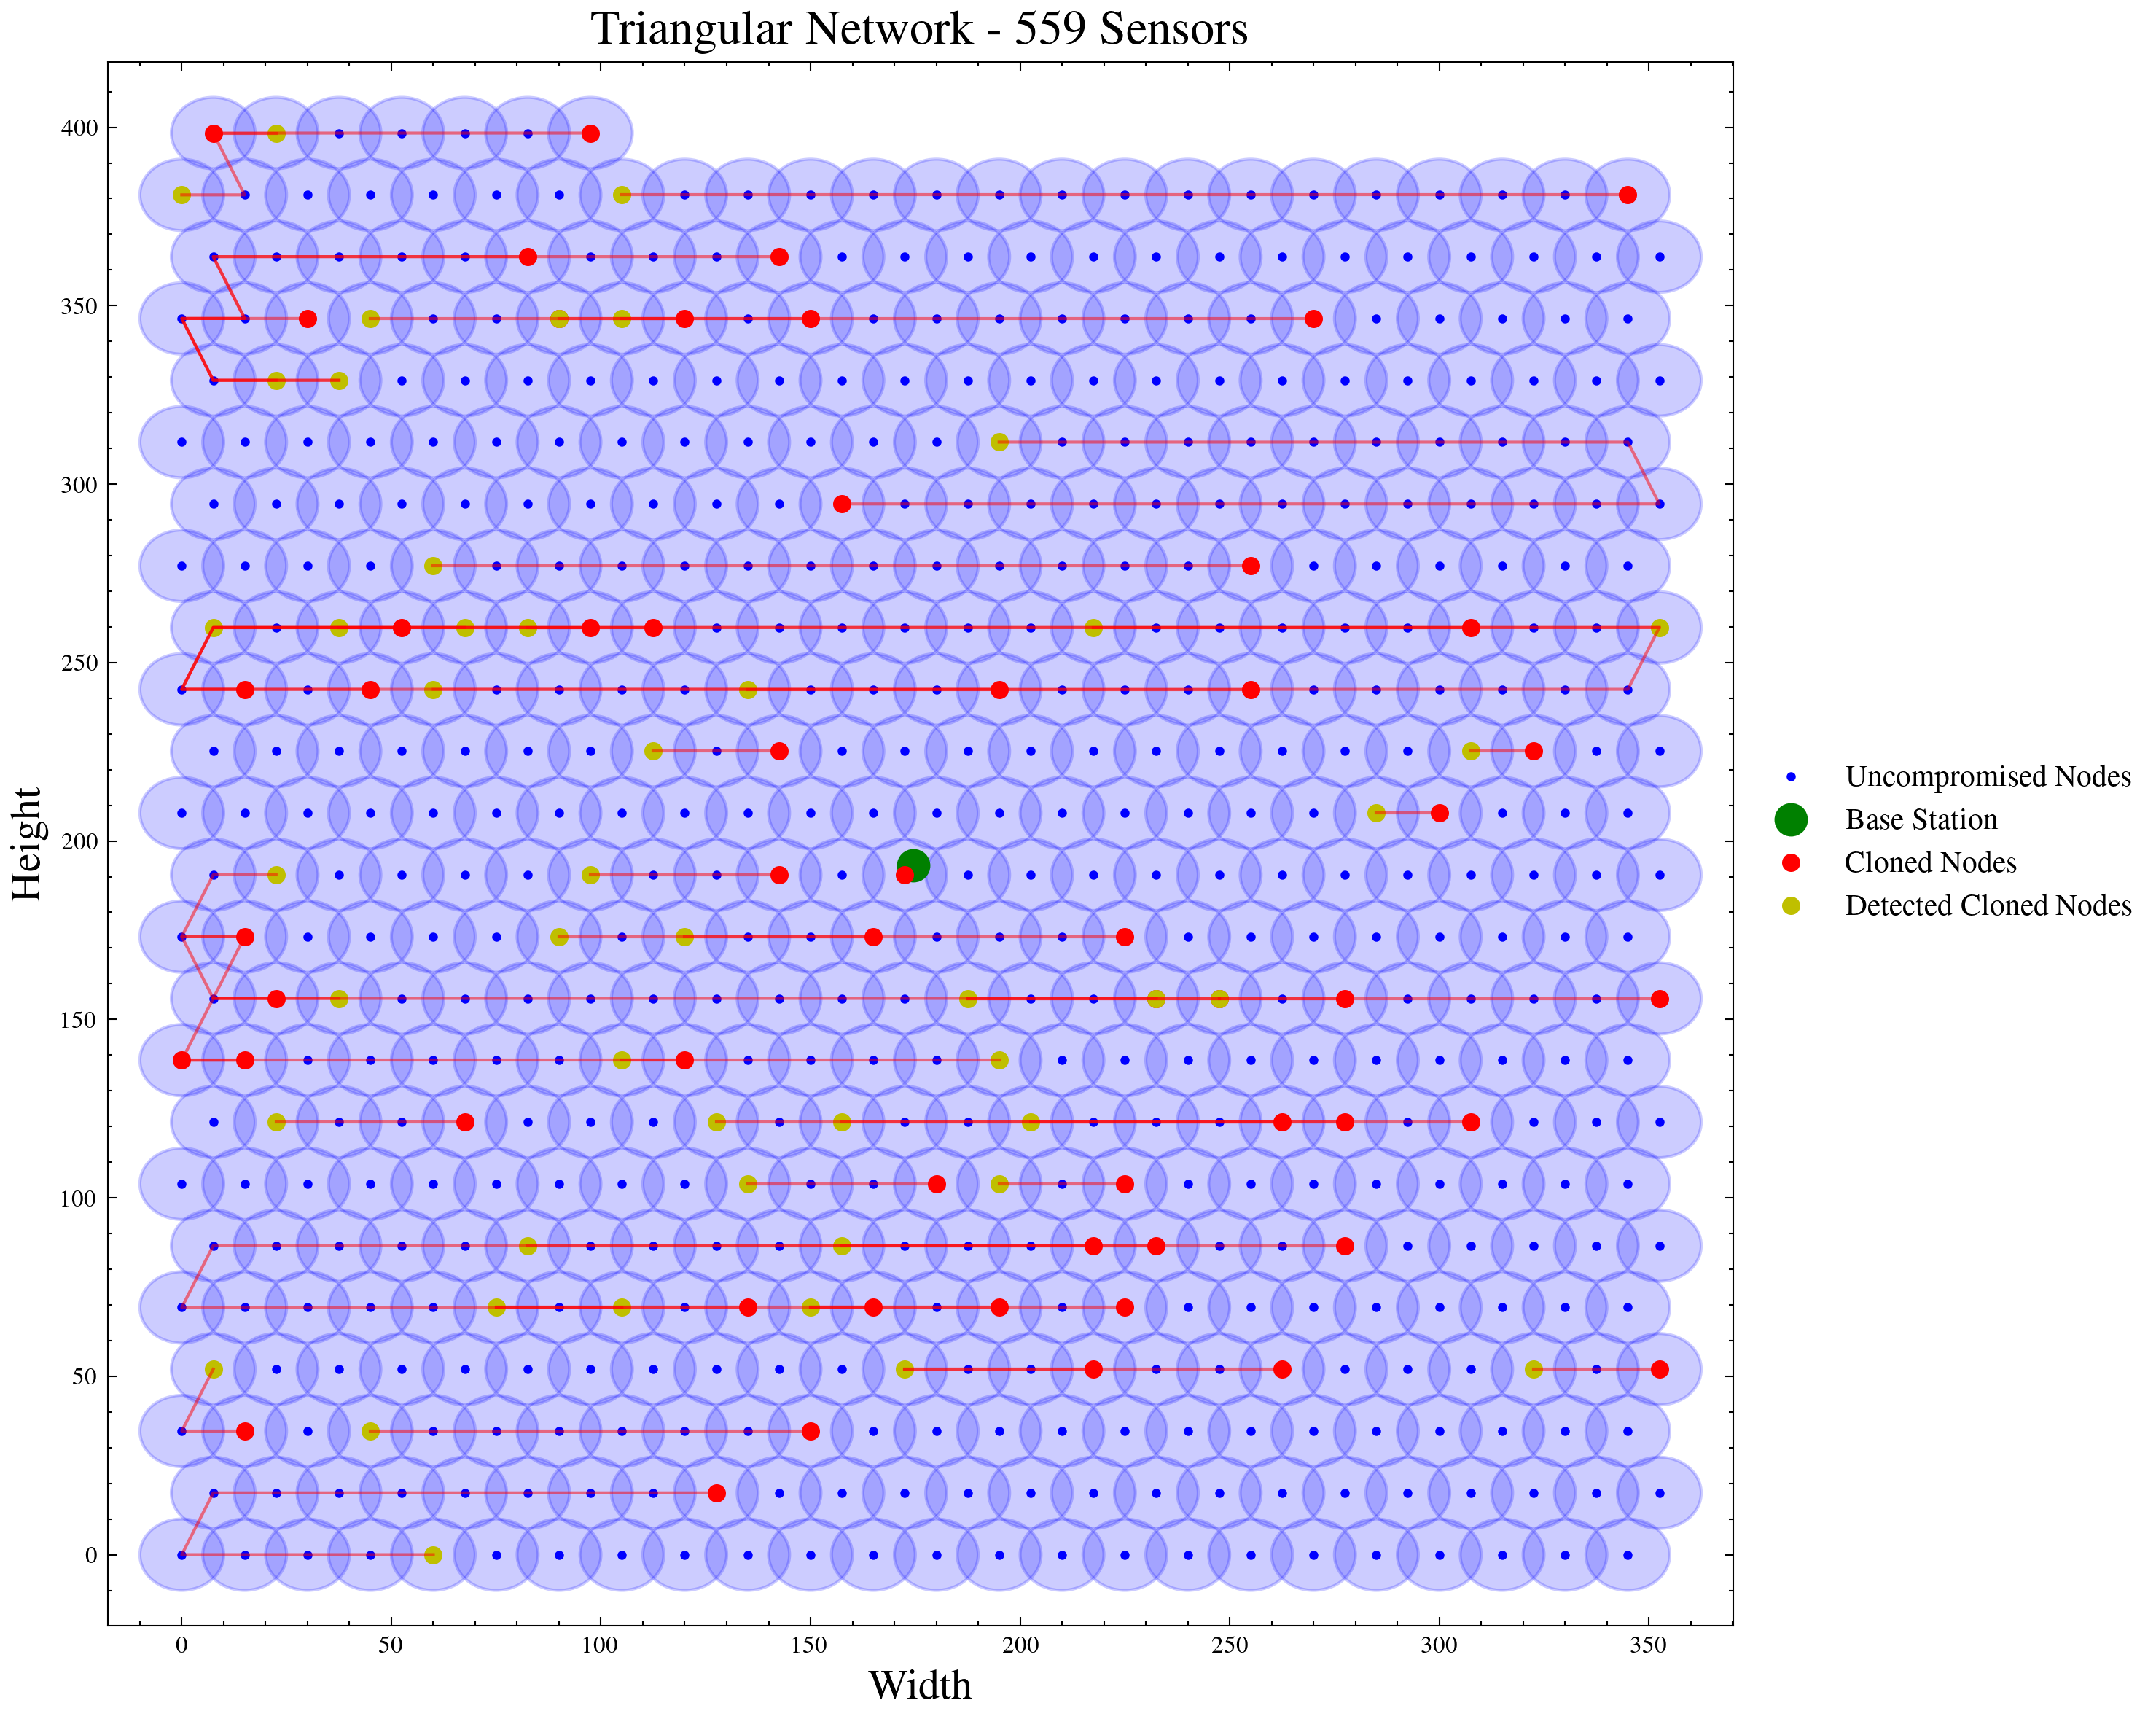 Triangular Network - 559 Sensors
400
350
300
250
200
150
100
50
0
Height
0 50 100 150 200 250 300 350
Width
Uncompromised Nodes
Base Station
Cloned Nodes
Detected Cloned Nodes